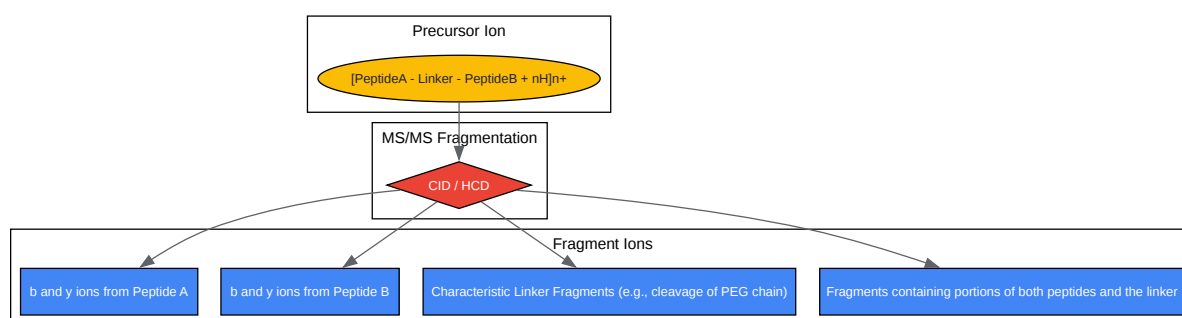 Precursor Ion
[PeptideA - Linker - PeptideB + nH]n+
MS/MS Fragmentation
CID / HCD
Fragment Ions
b and y ions from Peptide A
b and y ions from Peptide B
Characteristic Linker Fragments (e.g., cleavage of PEG chain)
Fragments containing portions of both peptides and the linker